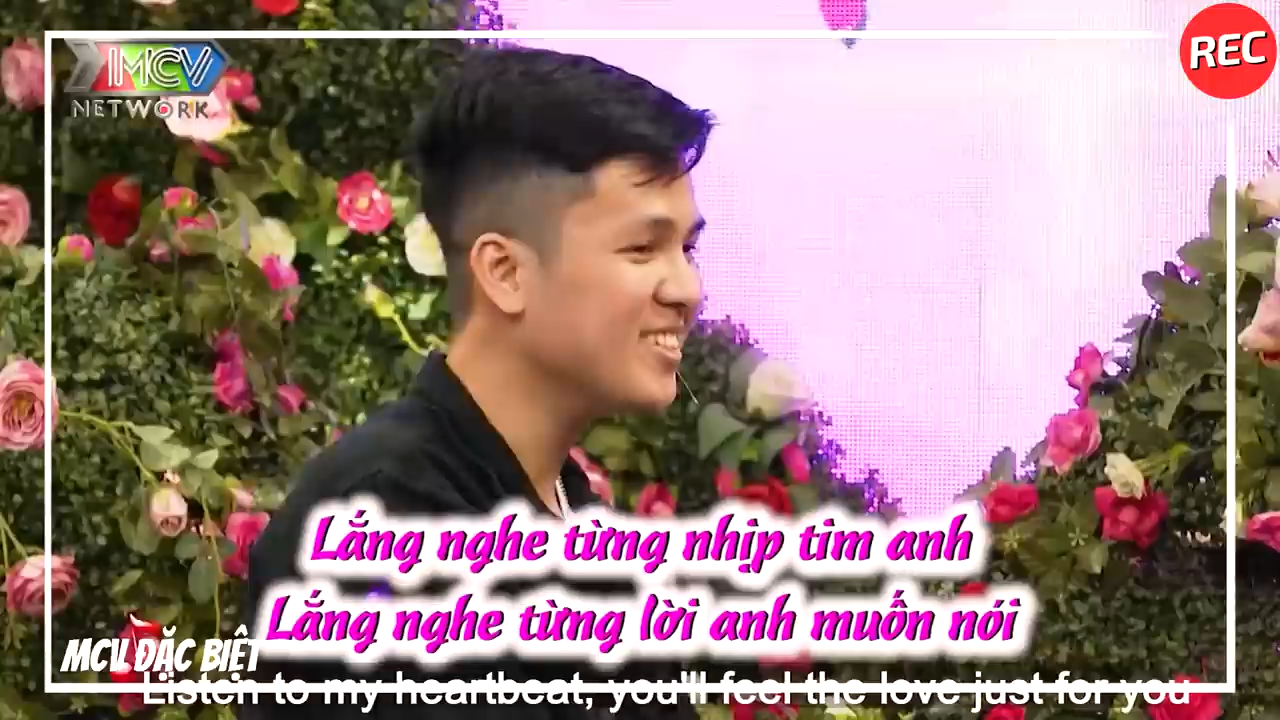 MCV
NETWORK
REC
Lắng nghe từng nhịp tim anh
Lắng nghe từng lời anh muốn nói
MCV ĐẶC BIỆT
Listen to my heartbeat, you'll feel the love just for you